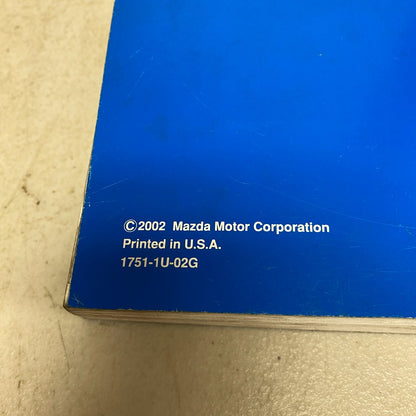 ©2002 Mazda Motor Corporation
Printed in U.S.A.
1751-1U-02G